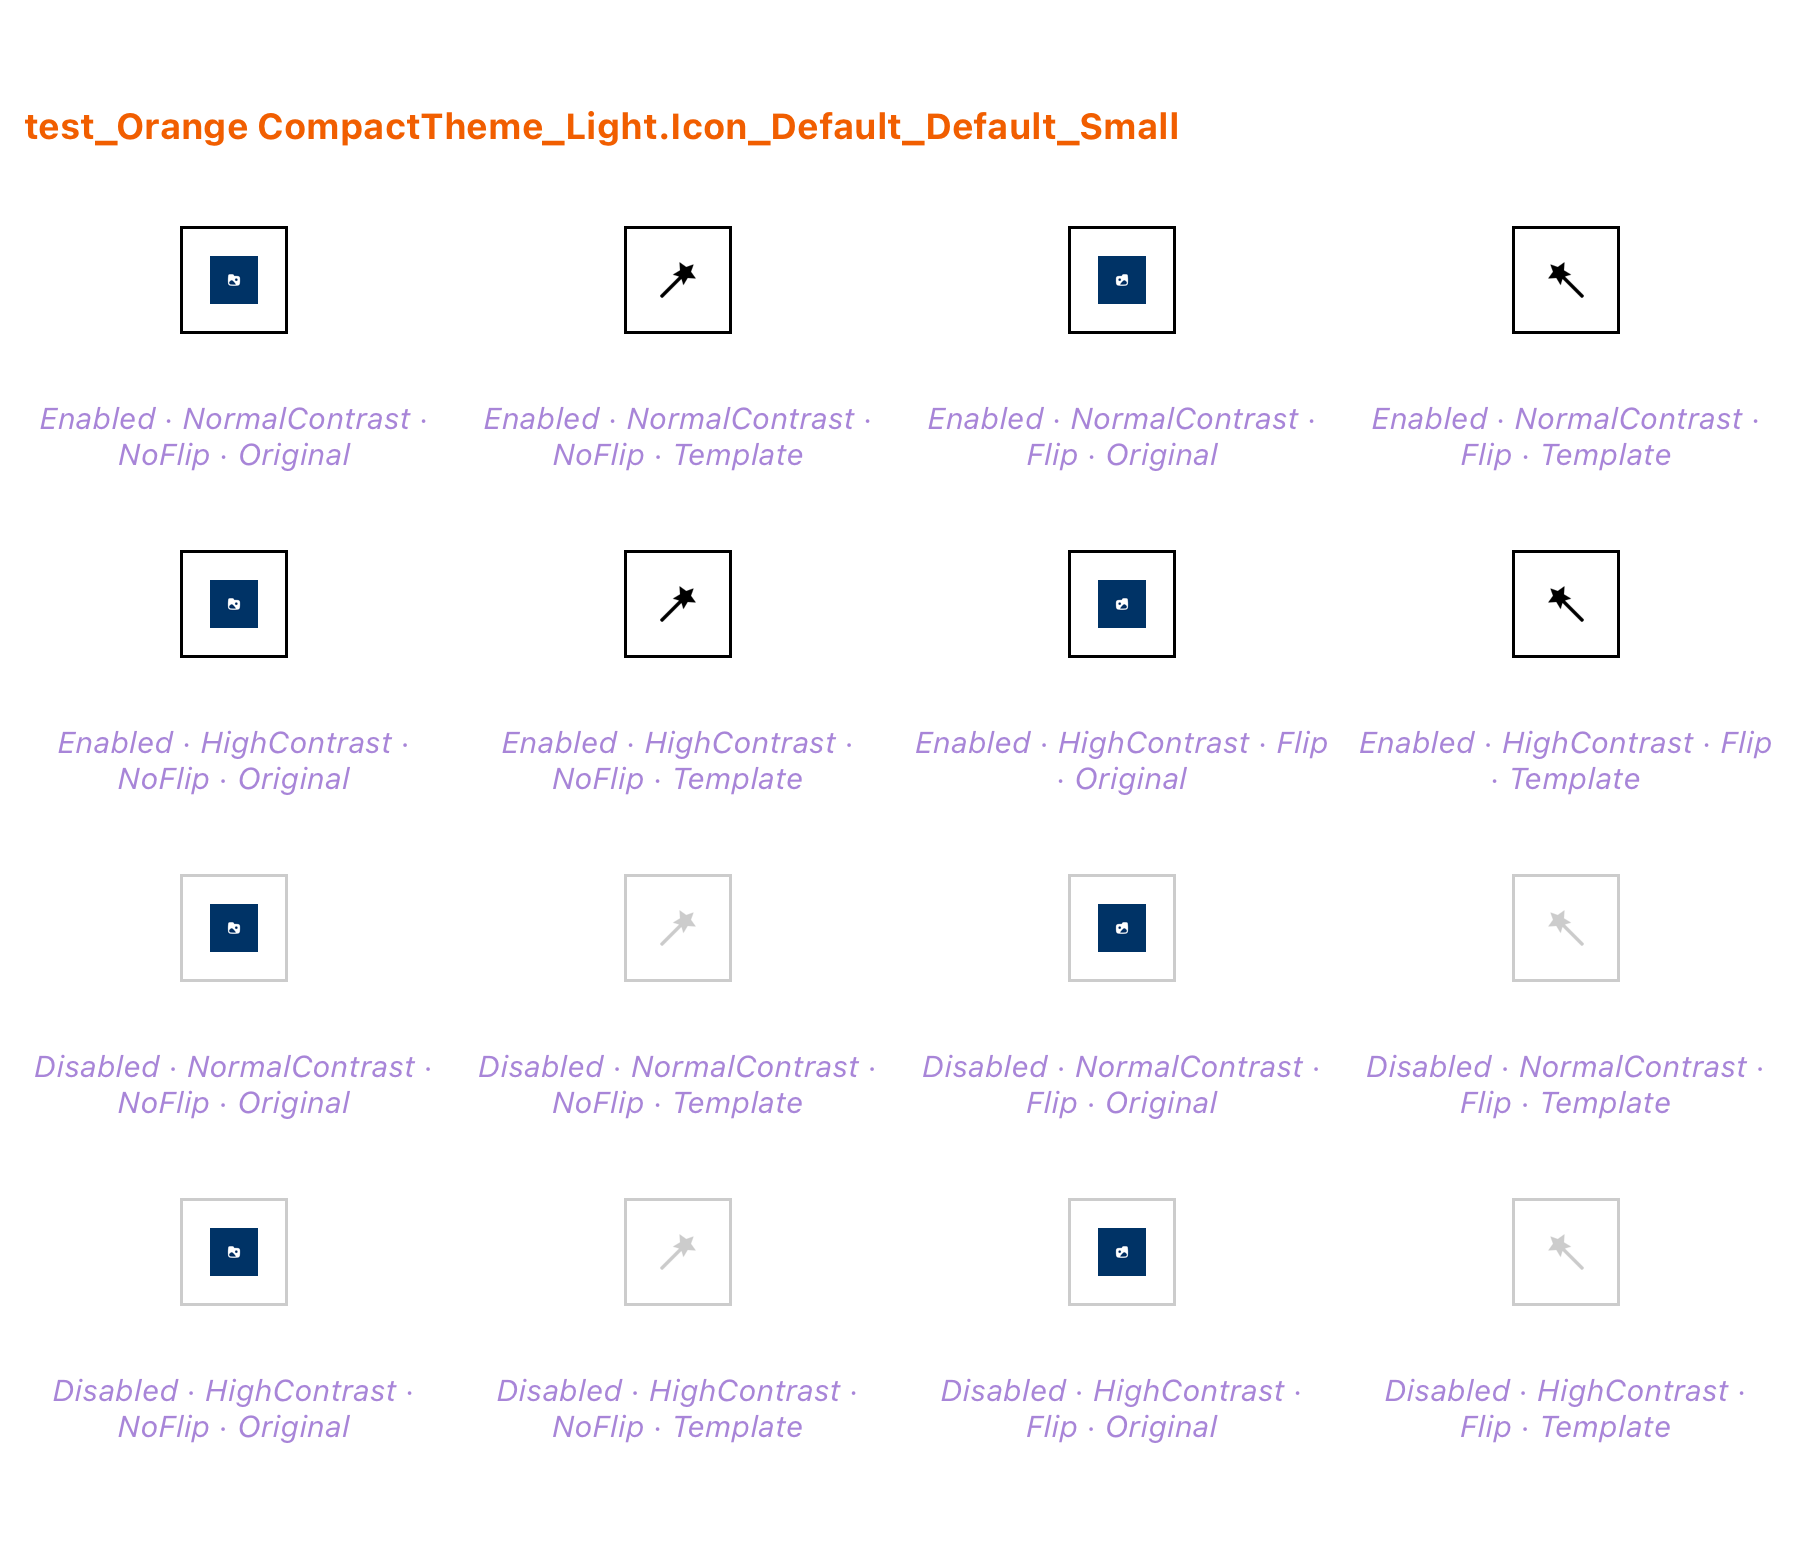 test_Orange CompactTheme_Light.Icon_Default_Default_Small
Enabled · NormalContrast ·
NoFlip · Original
Enabled · NormalContrast ·
NoFlip · Template
Enabled · NormalContrast ·
Flip · Original
Enabled · NormalContrast ·
Flip · Template
Enabled · HighContrast ·
NoFlip · Original
Enabled · HighContrast ·
NoFlip · Template
Enabled · HighContrast · Flip
· Original
Enabled · HighContrast · Flip
· Template
Disabled · NormalContrast ·
NoFlip · Original
Disabled · NormalContrast ·
NoFlip · Template
Disabled · NormalContrast ·
Flip · Original
Disabled · NormalContrast ·
Flip · Template
Disabled · HighContrast ·
NoFlip · Original
Disabled · HighContrast ·
NoFlip · Template
Disabled · HighContrast ·
Flip · Original
Disabled · HighContrast ·
Flip · Template